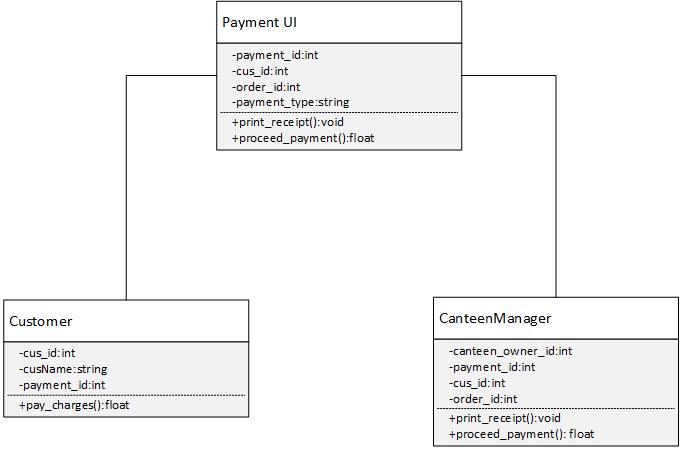 Payment UI
-payment_id:int
-cus_id:int
-order_id:int
-payment_type:string
+print_receipt():void
+proceed_payment():float
Customer
-cus_id:int
-cusName:string
-payment_id:int
+pay_charges():float
CanteenManager
-canteen_owner_id:int
-payment_id:int
-cus_id:int
-order_id:int
+print_receipt():void
+proceed_payment(): float